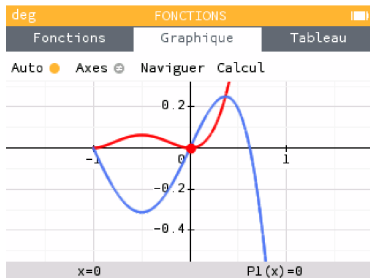 deg FONCTIONS
Fonctions Graphique Tableau
Auto Axes Naviguer Calcul
0.2
-1 0 1
-0.2
-0.4
x=0 P1(x)=0